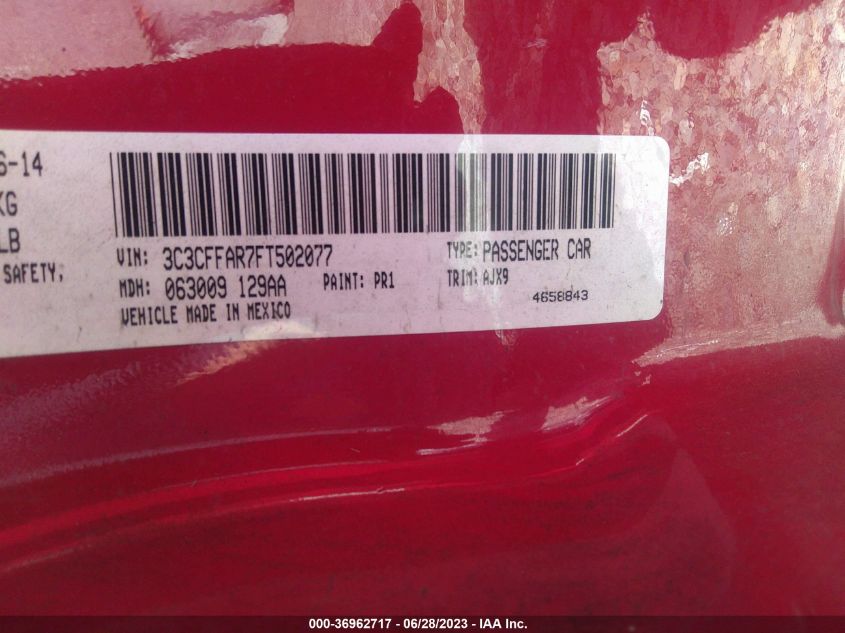 6-14
KG
LB
SAFETY,
VIN: 3C3CFFAR7FT502077 TYPE: PASSENGER CAR
MDH: 063009 129AA PAINT: PR1 TRIM: AJX9
VEHICLE MADE IN MEXICO 4658843
000-36962717 - 06/28/2023 - IAA Inc.